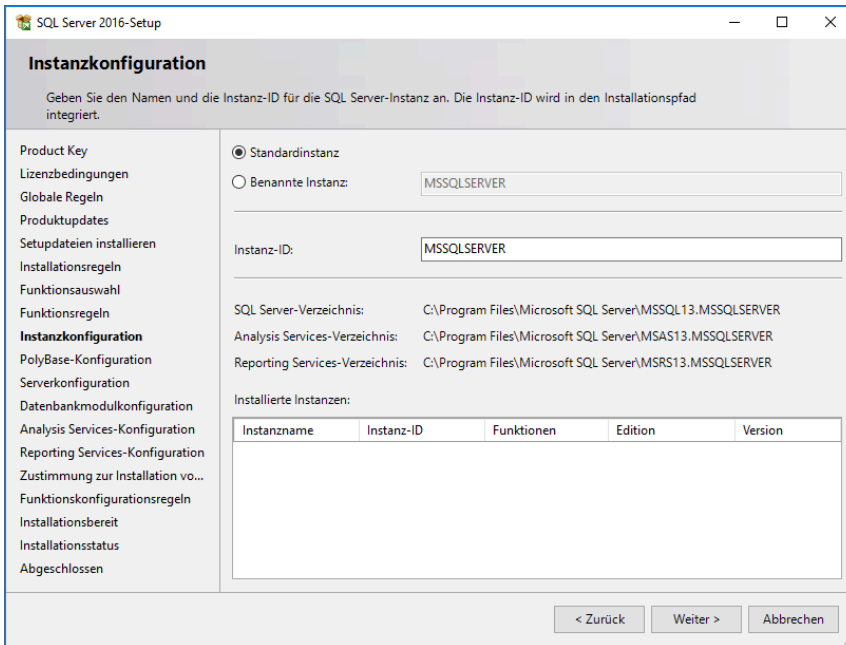 SQL Server 2016-Setup
Instanzkonfiguration
Geben Sie den Namen und die Instanz-ID für die SQL Server-Instanz an. Die Instanz-ID wird in den Installationspfad
integriert.
Product Key
Lizenzbedingungen
Globale Regeln
Produktupdates
Setupdateien installieren
Installationsregeln
Funktionsauswahl
Funktionsregeln
Instanzkonfiguration
PolyBase-Konfiguration
Serverkonfiguration
Datenbankmodulkonfiguration
Analysis Services-Konfiguration
Reporting Services-Konfiguration
Zustimmung zur Installation vo...
Funktionskonfigurationsregeln
Installationsbereit
Installationsstatus
Abgeschlossen
Standardinstanz
Benannte Instanz: MSSQLSERVER
Instanz-ID: MSSQLSERVER
SQL Server-Verzeichnis: C:\Program Files\Microsoft SQL Server\MSSQL13.MSSQLSERVER
Analysis Services-Verzeichnis: C:\Program Files\Microsoft SQL Server\MSAS13.MSSQLSERVER
Reporting Services-Verzeichnis: C:\Program Files\Microsoft SQL Server\MSRS13.MSSQLSERVER
Installierte Instanzen:
Instanzname Instanz-ID Funktionen Edition Version
< Zurück Weiter > Abbrechen